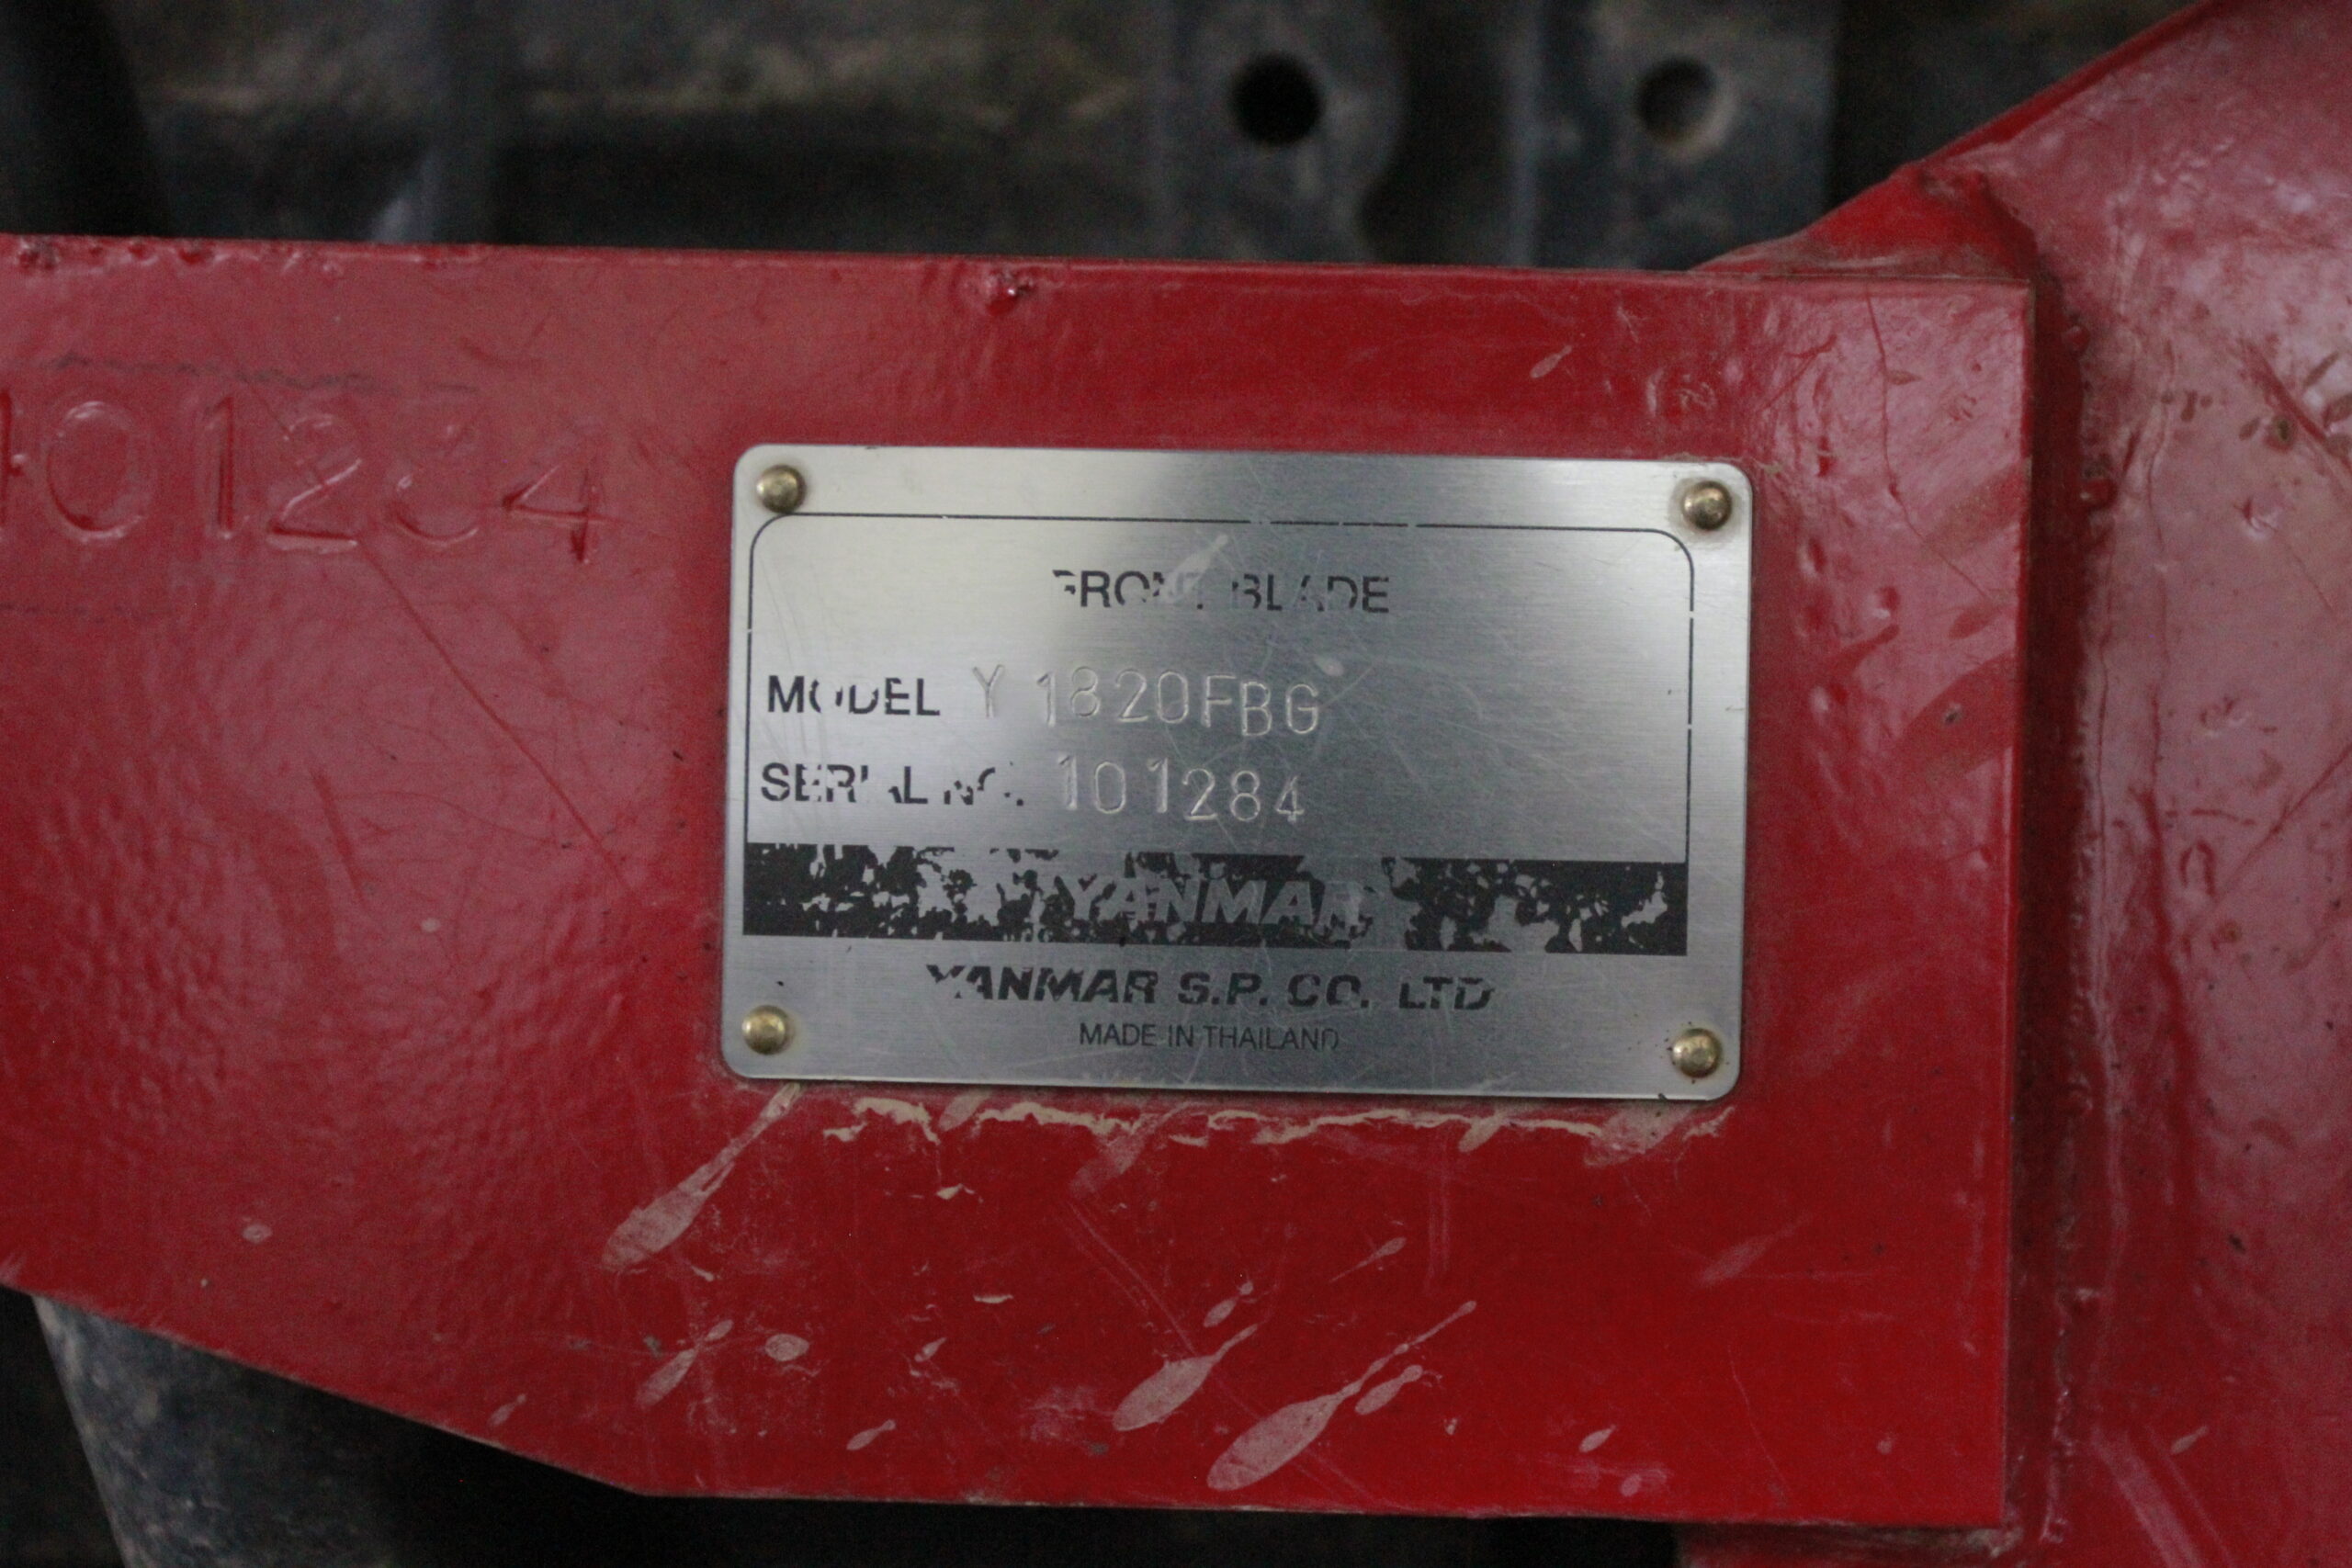 101284
FRONT BLADE
MODEL Y 1820FBG
SERIAL NO. 101284
YANMAR
YANMAR S.P. CO. LTD
MADE IN THAILAND